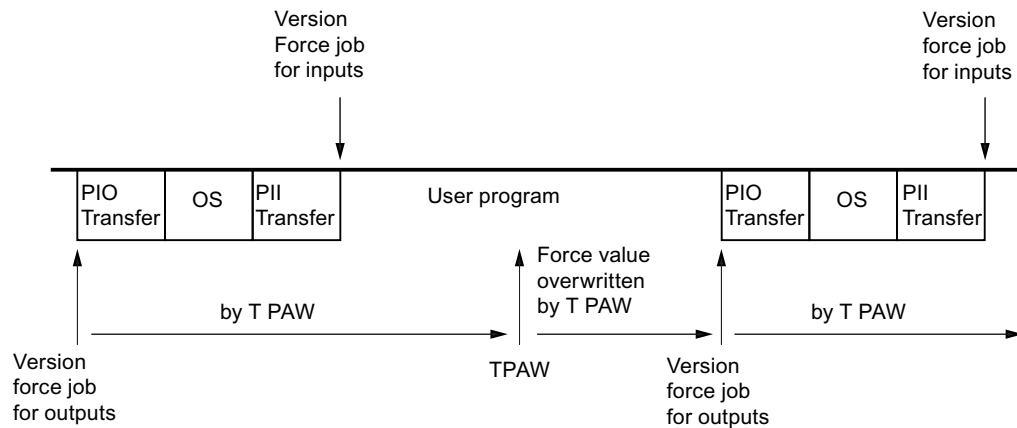 Version
Force job
for inputs
Version
force job
for inputs
PIO
Transfer
OS
PII
Transfer
User program
PIO
Transfer
OS
PII
Transfer
Force value
overwritten
by T PAW
by T PAW
by T PAW
Version
force job
for outputs
TPAW
Version
force job
for outputs